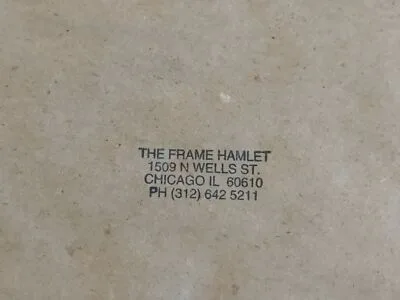 THE FRAME HAMLET
1509 N WELLS ST.
CHICAGO IL 60610
PH (312) 642 5211